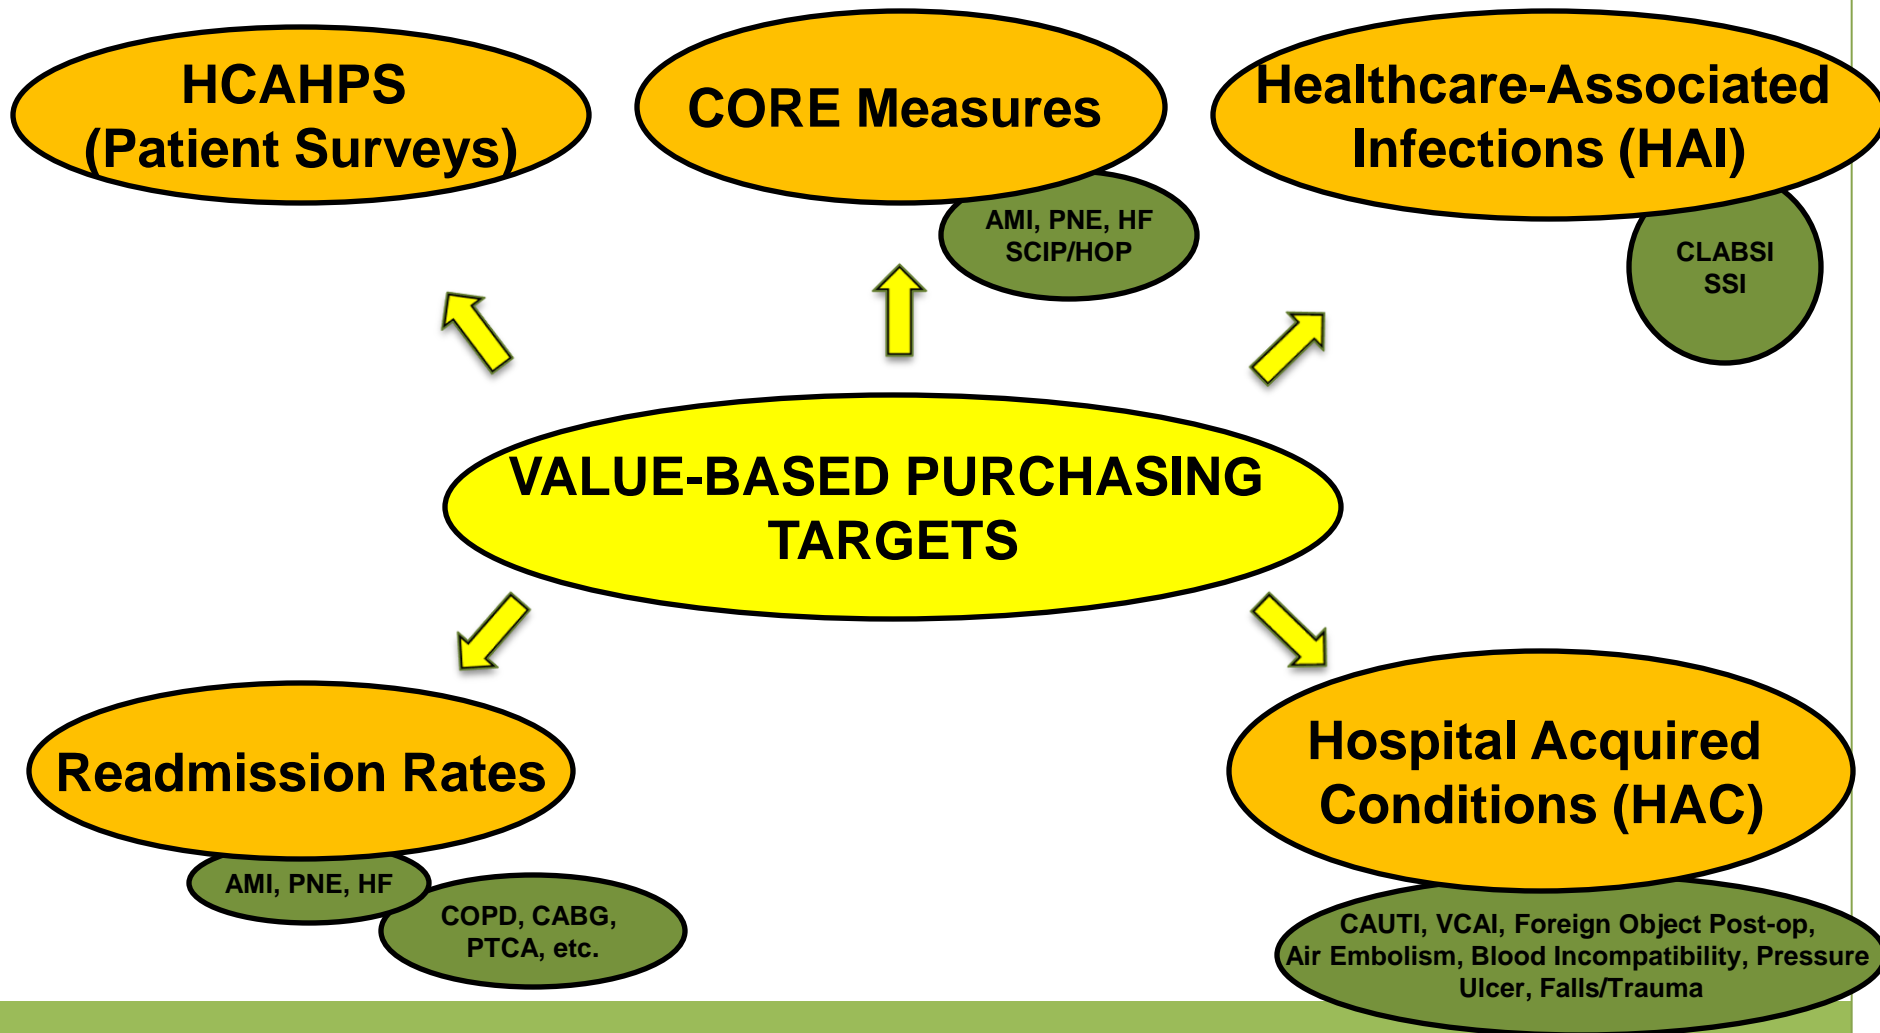 HCAHPS
(Patient Surveys)
CORE Measures
AMI, PNE, HF
SCIP/HOP
Healthcare-Associated
Infections (HAI)
CLABSI
SSI
VALUE-BASED PURCHASING
TARGETS
Readmission Rates
AMI, PNE, HF
COPD, CABG,
PTCA, etc.
Hospital Acquired
Conditions (HAC)
CAUTI, VCAI, Foreign Object Post-op,
Air Embolism, Blood Incompatibility, Pressure
Ulcer, Falls/Trauma